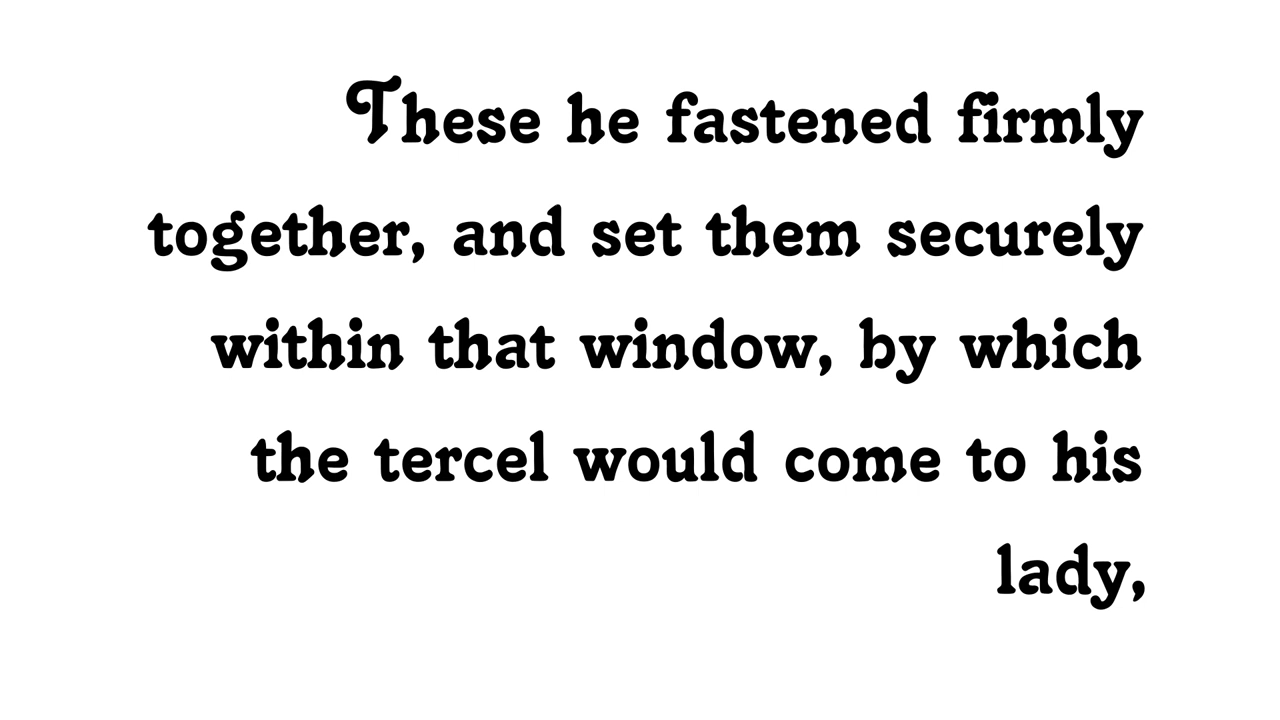 These he fastened firmly
together, and set them securely
within that window, by which
the tercel would come to his
lady,